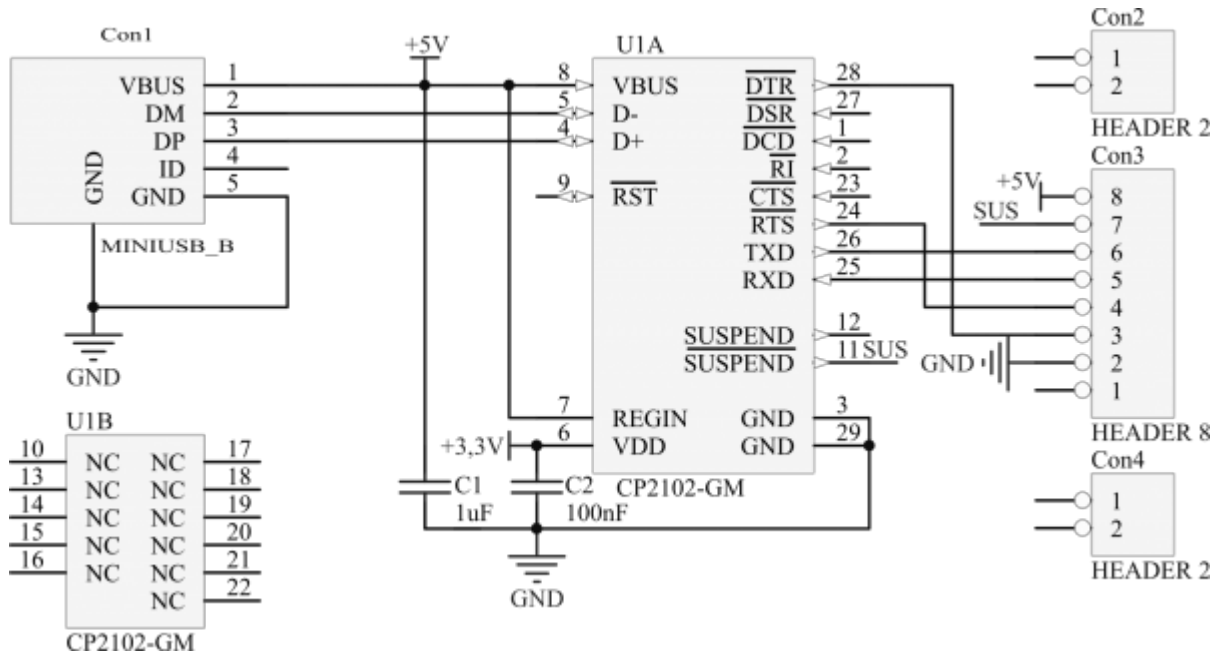 Con1
VBUS 1
DM 2
DP 3
ID 4
GND 5
GND
MINIUSB_B
GND
+5V
U1A
8 VBUS DTR 28
5 D- DSR 27
4 D+ DCD 1
RI 2
9 RST CTS 23
RTS 24
TXD 26
RXD 25
SUSPEND 12
SUSPEND 11 SUS
7 REGIN GND 3
+3,3V 6 VDD GND 29
CP2102-GM
C1
1uF
C2
100nF
GND
Con2
1
2
HEADER 2
Con3
+5V 8
SUS 7
6
5
4
3
GND 2
1
HEADER 8
Con4
1
2
HEADER 2
U1B
10 NC NC 17
13 NC NC 18
14 NC NC 19
15 NC NC 20
16 NC NC 21
NC 22
CP2102-GM